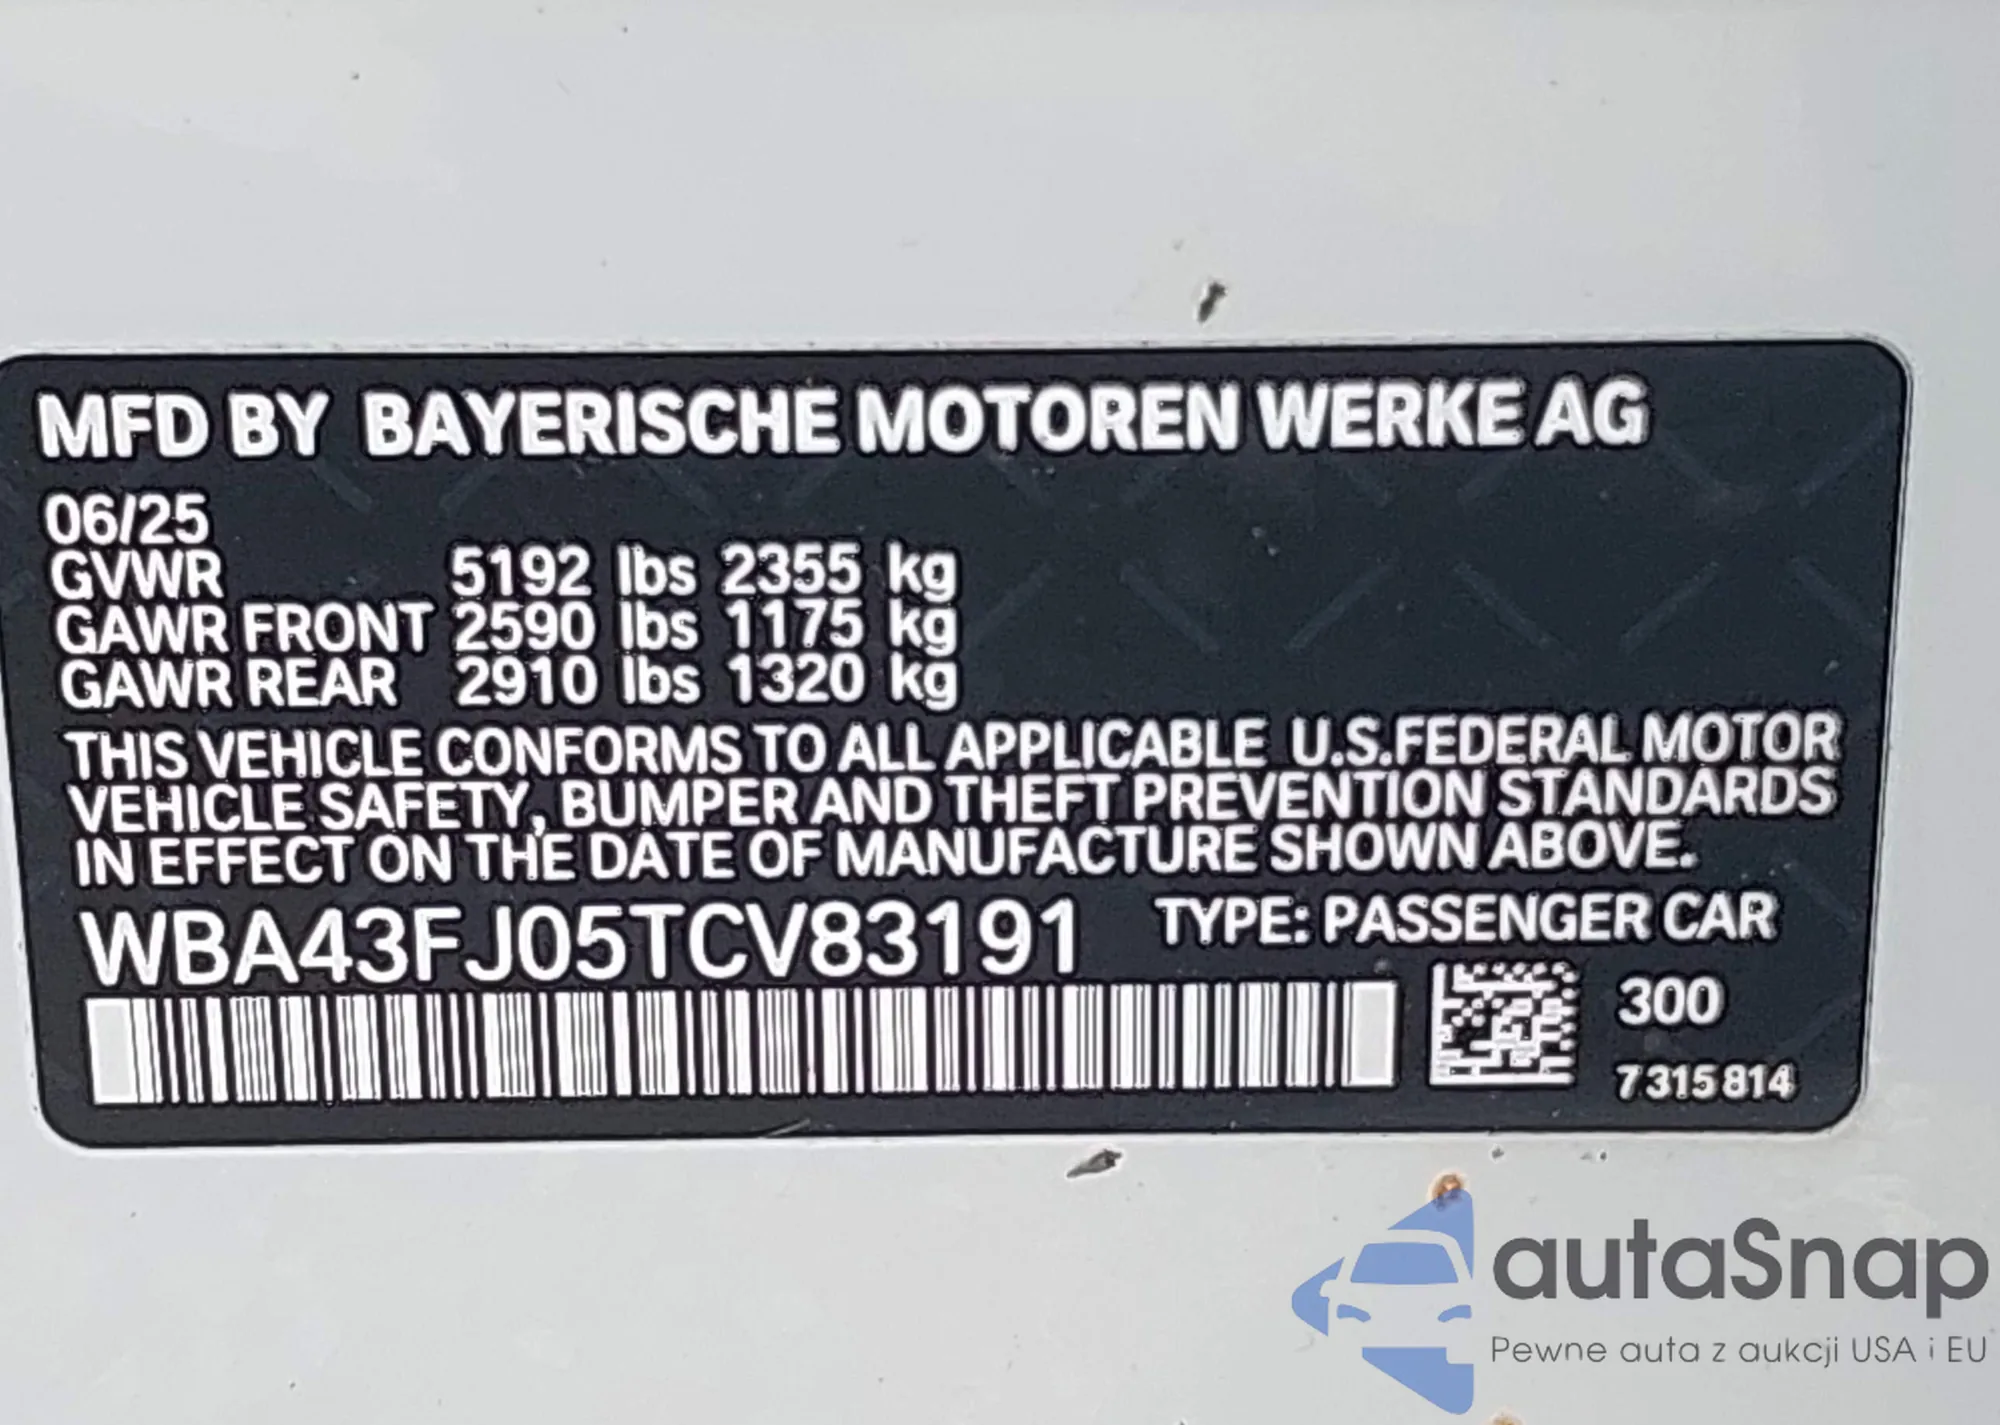 MFD BY BAYERISCHE MOTOREN WERKE AG
06/25
GVWR 5192 lbs 2355 kg
GAWR FRONT 2590 lbs 1175 kg
GAWR REAR 2910 lbs 1320 kg
THIS VEHICLE CONFORMS TO ALL APPLICABLE U.S.FEDERAL MOTOR
VEHICLE SAFETY, BUMPER AND THEFT PREVENTION STANDARDS
IN EFFECT ON THE DATE OF MANUFACTURE SHOWN ABOVE.
WBA43FJ05TCV83191 TYPE: PASSENGER CAR
300
7315814
autaSnap
Pewne auta z aukcji USA i EU